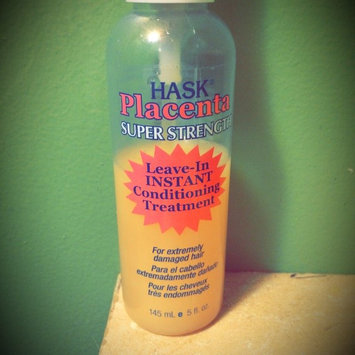 HASK®
Placenta
SUPER STRENGTH
Leave-In
INSTANT
Conditioning
Treatment
For extremely
damaged hair
Para el cabello
extremadamente dañado
Pour les cheveux
très endommagés
145 ml. e 5 fl. oz.